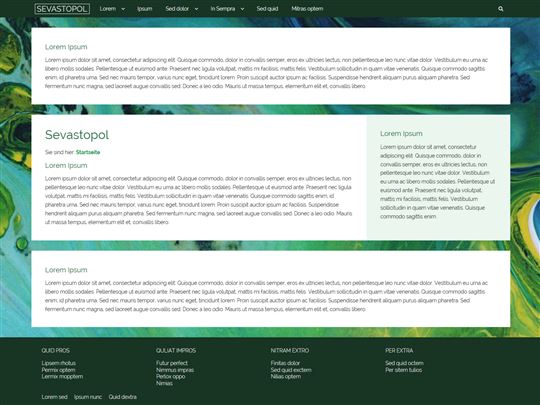 SEVASTOPOL Lorem Ipsum Sed dolor In Sempra Sed quid Mitras optem
Lorem Ipsum
Lorem ipsum dolor sit amet, consectetur adipiscing elit. Quisque commodo, dolor in convallis semper, eros ex ultricies lectus, non pellentesque leo nunc vitae dolor. Vestibulum eu urna ac
libero mollis sodales. Pellentesque ut euismod eros. Praesent nec ligula volutpat, mattis mi facilisis, mattis felis. Vestibulum sollicitudin in quam vitae venenatis. Quisque commodo sagittis
enim, id pharetra urna. Sed nec mauris tempor, varius nunc eget, tincidunt lorem. Proin suscipit auctor ipsum ac facilisis. Suspendisse hendrerit aliquam purus aliquam pharetra. Sed
fermentum nunc magna, sed laoreet augue convallis sed. Donec a leo odio. Mauris ut massa tempus, elementum velit dapibus, convallis libero.
Sevastopol
Sie sind hier: Startseite
Lorem Ipsum
Lorem ipsum dolor sit amet, consectetur adipiscing elit. Quisque commodo, dolor in convallis semper, eros ex ultricies lectus, non
pellentesque leo nunc vitae dolor. Vestibulum eu urna ac libero mollis sodales. Pellentesque ut euismod eros. Praesent nec ligula
volutpat, mattis mi facilisis, mattis felis. Vestibulum sollicitudin in quam vitae venenatis. Quisque commodo sagittis enim, id
pharetra urna. Sed nec mauris tempor, varius nunc eget, tincidunt lorem. Proin suscipit auctor ipsum ac facilisis. Suspendisse
hendrerit aliquam purus aliquam pharetra. Sed fermentum nunc magna, sed laoreet augue convallis sed. Donec a leo odio. Mauris
ut massa tempus, elementum velit dapibus, convallis libero.
Lorem Ipsum
Lorem ipsum dolor sit amet, consectetur
adipiscing elit. Quisque commodo, dolor in
convallis semper, eros ex ultricies lectus, non
pellentesque leo nunc vitae dolor. Vestibulum
eu urna ac libero mollis sodales. Pellentesque
ut euismod eros. Praesent nec ligula volutpat,
mattis mi facilisis, mattis felis. Vestibulum
sollicitudin in quam vitae venenatis. Quisque
commodo sagittis enim.
Lorem Ipsum
Lorem ipsum dolor sit amet, consectetur adipiscing elit. Quisque commodo, dolor in convallis semper, eros ex ultricies lectus, non pellentesque leo nunc vitae dolor. Vestibulum eu urna ac
libero mollis sodales. Pellentesque ut euismod eros. Praesent nec ligula volutpat, mattis mi facilisis, mattis felis. Vestibulum sollicitudin in quam vitae venenatis. Quisque commodo sagittis
enim, id pharetra urna. Sed nec mauris tempor, varius nunc eget, tincidunt lorem. Proin suscipit auctor ipsum ac facilisis. Suspendisse hendrerit aliquam purus aliquam pharetra. Sed
fermentum nunc magna, sed laoreet augue convallis sed. Donec a leo odio. Mauris ut massa tempus, elementum velit dapibus, convallis libero.
QUID PROS
Lipsem rhotus
Permix optem
Lermix mopptem
QULIAT IMPROS
Futur perfect
Nimmus impras
Perlox oppo
Nimias
NITRAM EXTRO
Finitas dolor
Sed quid exctem
Nilias optem
PER EXTRA
Sed quid octem
Per sitem tulios
Lorem sed Ipsum nunc Quid dextra